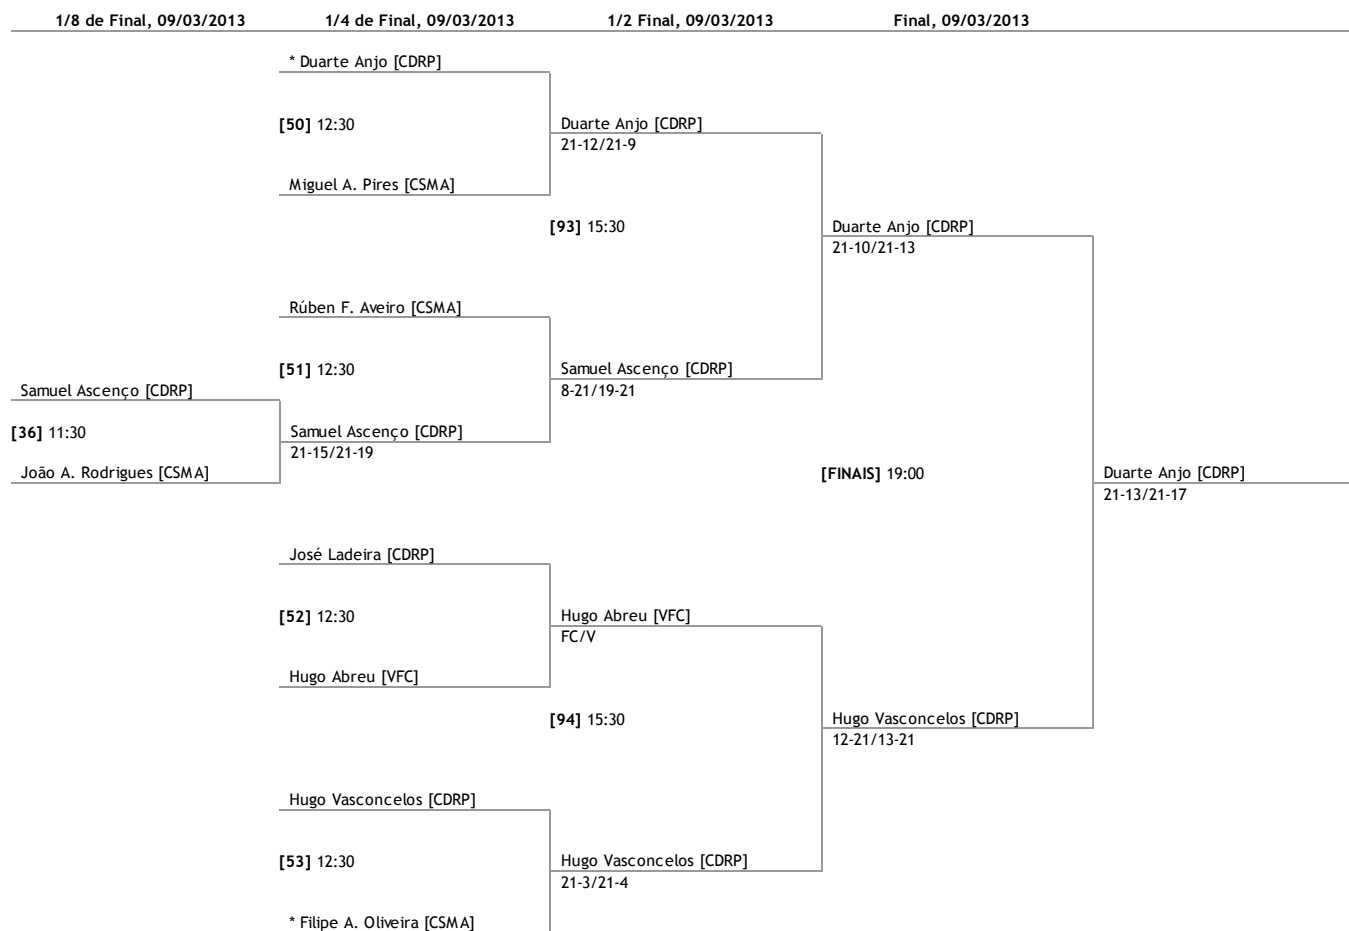 1/8 de Final, 09/03/2013 1/4 de Final, 09/03/2013 1/2 Final, 09/03/2013 Final, 09/03/2013
* Duarte Anjo [CDRP]
[50] 12:30 Duarte Anjo [CDRP]
21-12/21-9
Miguel A. Pires [CSMA]
[93] 15:30 Duarte Anjo [CDRP]
21-10/21-13
Rúben F. Aveiro [CSMA]
[51] 12:30 Samuel Ascenço [CDRP]
Samuel Ascenço [CDRP] 8-21/19-21
[36] 11:30 Samuel Ascenço [CDRP]
21-15/21-19
João A. Rodrigues [CSMA] [FINAIS] 19:00 Duarte Anjo [CDRP]
21-13/21-17
José Ladeira [CDRP]
[52] 12:30 Hugo Abreu [VFC]
FC/V
Hugo Abreu [VFC]
[94] 15:30 Hugo Vasconcelos [CDRP]
12-21/13-21
Hugo Vasconcelos [CDRP]
[53] 12:30 Hugo Vasconcelos [CDRP]
21-3/21-4
* Filipe A. Oliveira [CSMA]